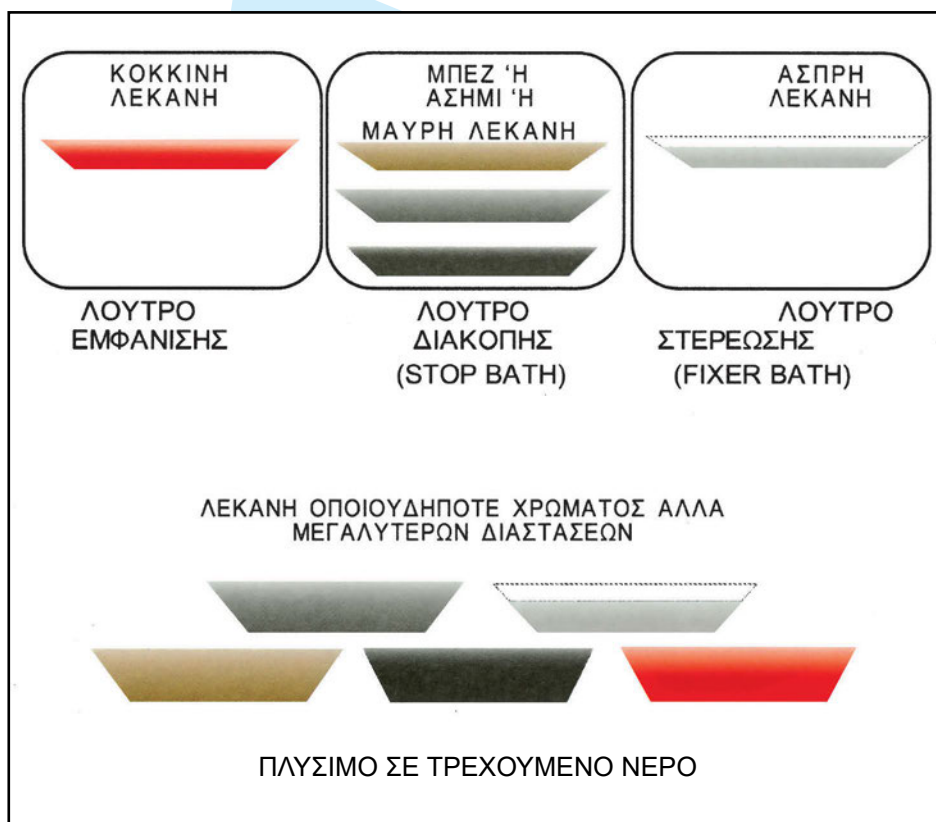 ΚΟΚΚΙΝΗ
ΛΕΚΑΝΗ
ΜΠΕΖ ‘Η
ΑΣΗΜΙ ‘Η
ΜΑΥΡΗ ΛΕΚΑΝΗ
ΑΣΠΡΗ
ΛΕΚΑΝΗ
ΛΟΥΤΡΟ
ΕΜΦΑΝΙΣΗΣ
ΛΟΥΤΡΟ
ΔΙΑΚΟΠΗΣ
(STOP BATH)
ΛΟΥΤΡΟ
ΣΤΕΡΕΩΣΗΣ
(FIXER BATH)
ΛΕΚΑΝΗ ΟΠΟΙΟΥΔΗΠΟΤΕ ΧΡΩΜΑΤΟΣ ΑΛΛΑ
ΜΕΓΑΛΥΤΕΡΩΝ ΔΙΑΣΤΑΣΕΩΝ
ΠΛΥΣΙΜΟ ΣΕ ΤΡΕΧΟΥΜΕΝΟ ΝΕΡΟ